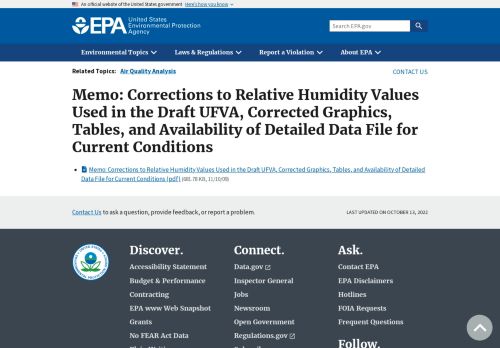 An official website of the United States government Here's how you know
EPA United States
Environmental Protection
Agency
Search EPA.gov
Environmental Topics Laws & Regulations Report a Violation About EPA
Related Topics: Air Quality Analysis
CONTACT US
Memo: Corrections to Relative Humidity Values
Used in the Draft UFVA, Corrected Graphics,
Tables, and Availability of Detailed Data File for
Current Conditions
Memo: Corrections to Relative Humidity Values Used in the Draft UFVA, Corrected Graphics, Tables, and Availability of Detailed
Data File for Current Conditions (pdf) (681.78 KB, 11/10/09)
Contact Us to ask a question, provide feedback, or report a problem.
LAST UPDATED ON OCTOBER 13, 2022
Discover.
Accessibility Statement
Budget & Performance
Contracting
EPA www Web Snapshot
Grants
No FEAR Act Data
Connect.
Data.gov
Inspector General
Jobs
Newsroom
Open Government
Regulations.gov
Ask.
Contact EPA
EPA Disclaimers
Hotlines
FOIA Requests
Frequent Questions
Follow.